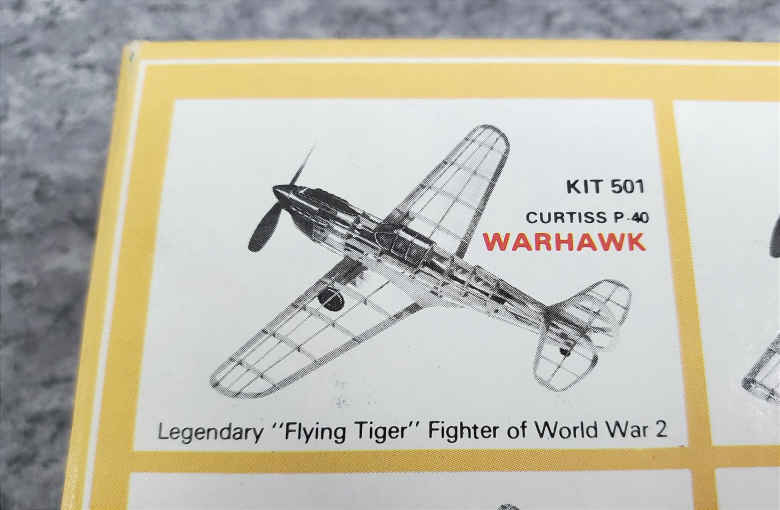 KIT 501
CURTISS P-40
WARHAWK
Legendary "Flying Tiger" Fighter of World War 2